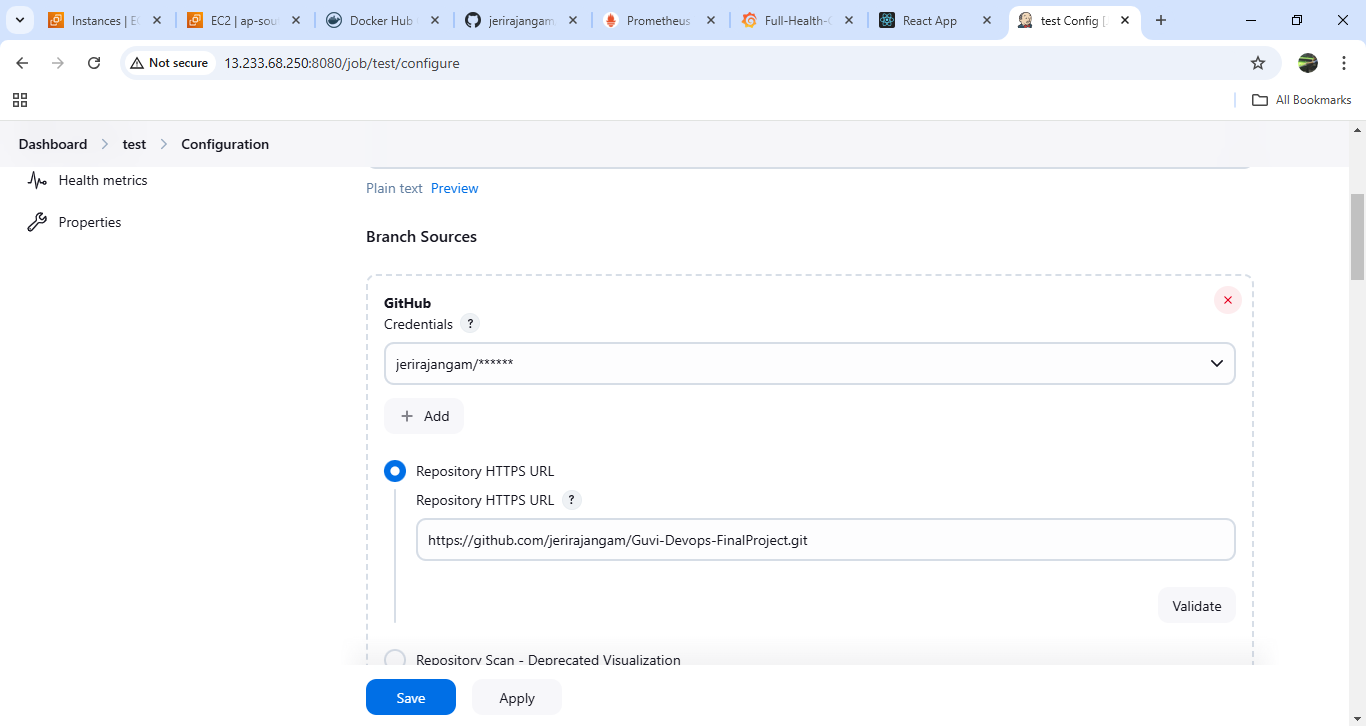 Instances | EC
EC2 | ap-sou
Docker Hub
jerirajangam
Prometheus
Full-Health-C
React App
test Config [J
Not secure
13.233.68.250:8080/job/test/configure
All Bookmarks
Dashboard > test > Configuration
Health metrics
Properties
Plain text Preview
Branch Sources
GitHub
Credentials ?
jerirajangam/******
+ Add
Repository HTTPS URL
Repository HTTPS URL ?
https://github.com/jerirajangam/Guvi-Devops-FinalProject.git
Validate
Repository Scan - Deprecated Visualization
Save Apply